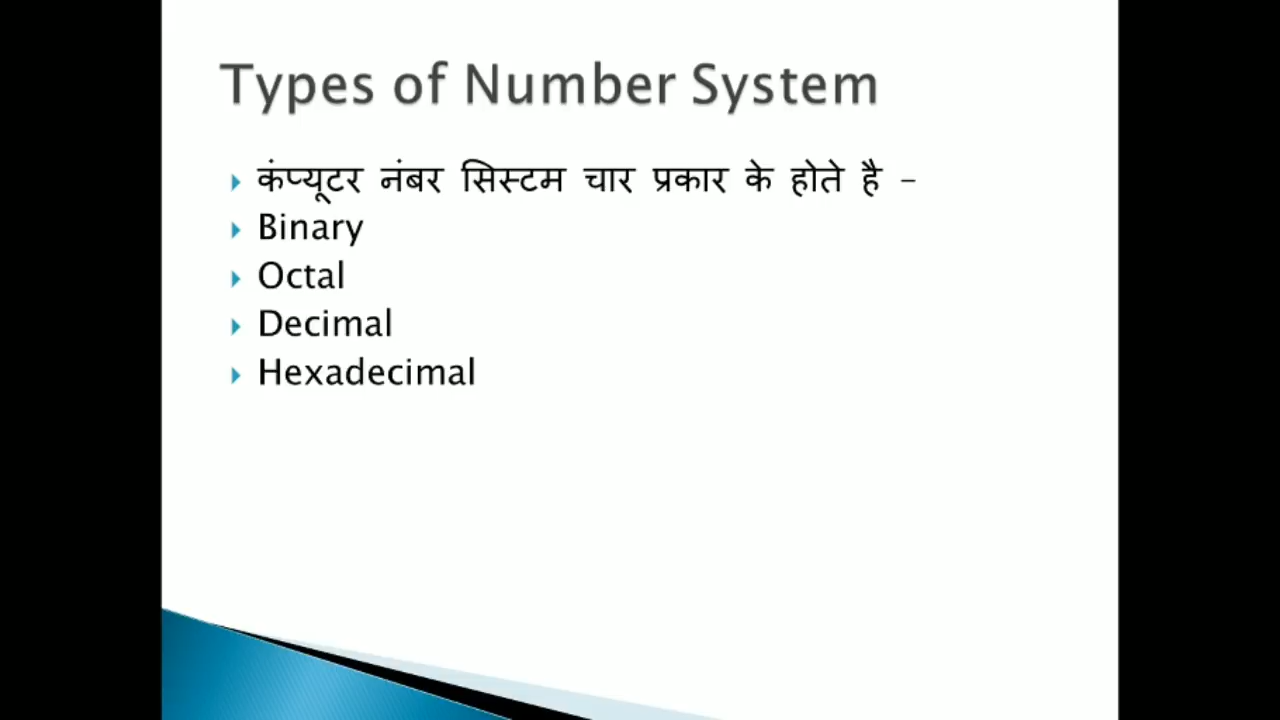 Types of Number System
कंप्यूटर नंबर सिस्टम चार प्रकार के होते है –
Binary
Octal
Decimal
Hexadecimal